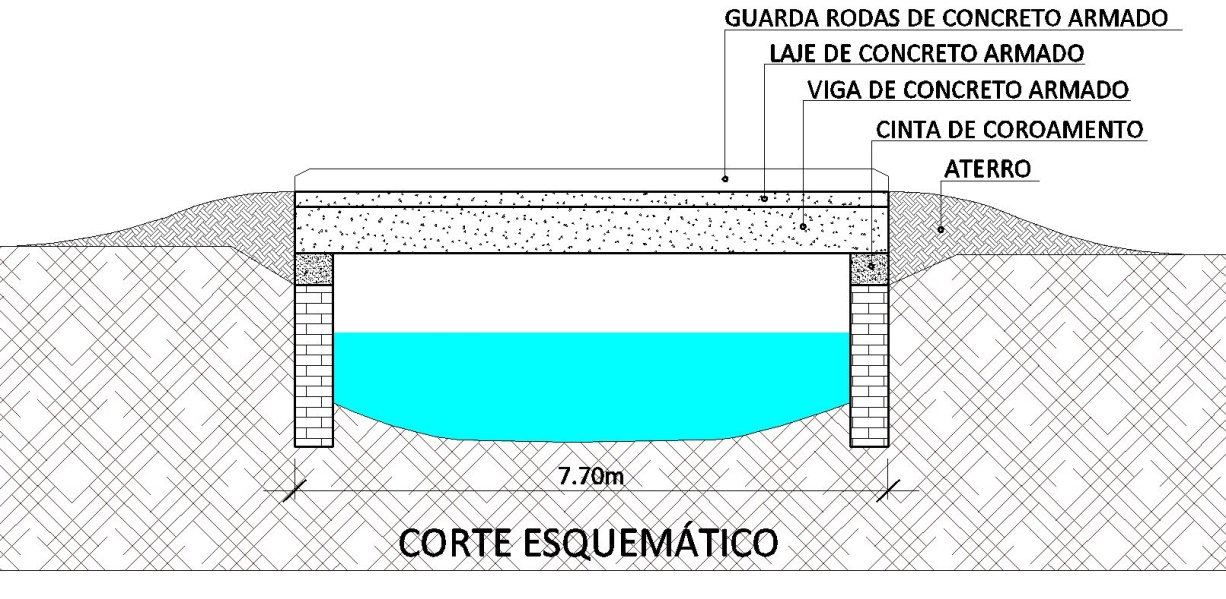 GUARDA RODAS DE CONCRETO ARMADO
LAJE DE CONCRETO ARMADO
VIGA DE CONCRETO ARMADO
CINTA DE COROAMENTO
ATERRO
7.70m
CORTE ESQUEMÁTICO